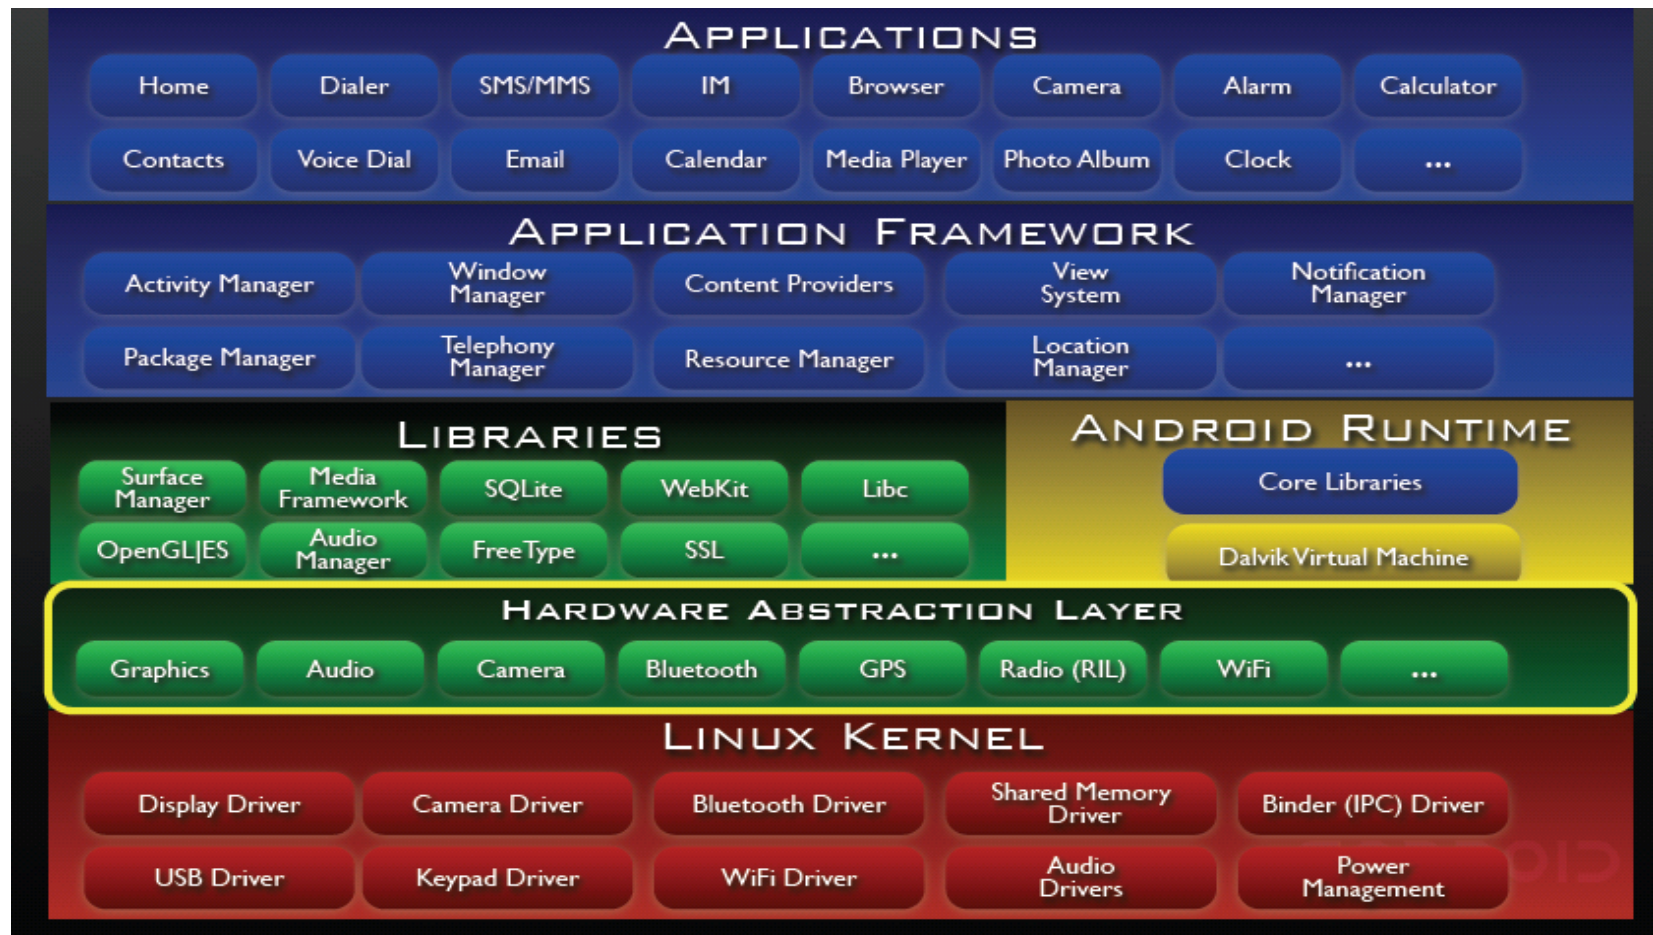 APPLICATIONS
Home Dialer SMS/MMS IM Browser Camera Alarm Calculator
Contacts Voice Dial Email Calendar Media Player Photo Album Clock ...
APPLICATION FRAMEWORK
Activity Manager Window Manager Content Providers View System Notification Manager
Package Manager Telephony Manager Resource Manager Location Manager ...
LIBRARIES
Surface Manager Media Framework SQLite WebKit Libc
OpenGL|ES Audio Manager FreeType SSL ...
ANDROID RUNTIME
Core Libraries
Dalvik Virtual Machine
HARDWARE ABSTRACTION LAYER
Graphics Audio Camera Bluetooth GPS Radio (RIL) WiFi ...
LINUX KERNEL
Display Driver Camera Driver Bluetooth Driver Shared Memory Driver Binder (IPC) Driver
USB Driver Keypad Driver WiFi Driver Audio Drivers Power Management